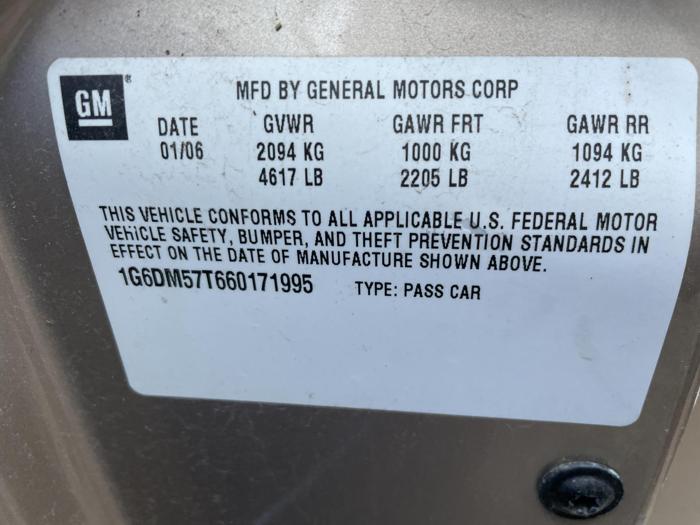 GM®
MFD BY GENERAL MOTORS CORP
DATE GVWR GAWR FRT GAWR RR
01/06 2094 KG 1000 KG 1094 KG
4617 LB 2205 LB 2412 LB
THIS VEHICLE CONFORMS TO ALL APPLICABLE U.S. FEDERAL MOTOR
VEHICLE SAFETY, BUMPER, AND THEFT PREVENTION STANDARDS IN
EFFECT ON THE DATE OF MANUFACTURE SHOWN ABOVE.
1G6DM57T660171995 TYPE: PASS CAR